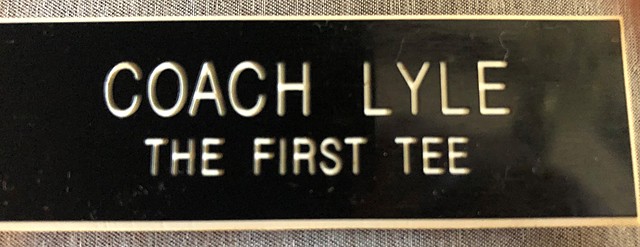 COACH LYLE
THE FIRST TEE